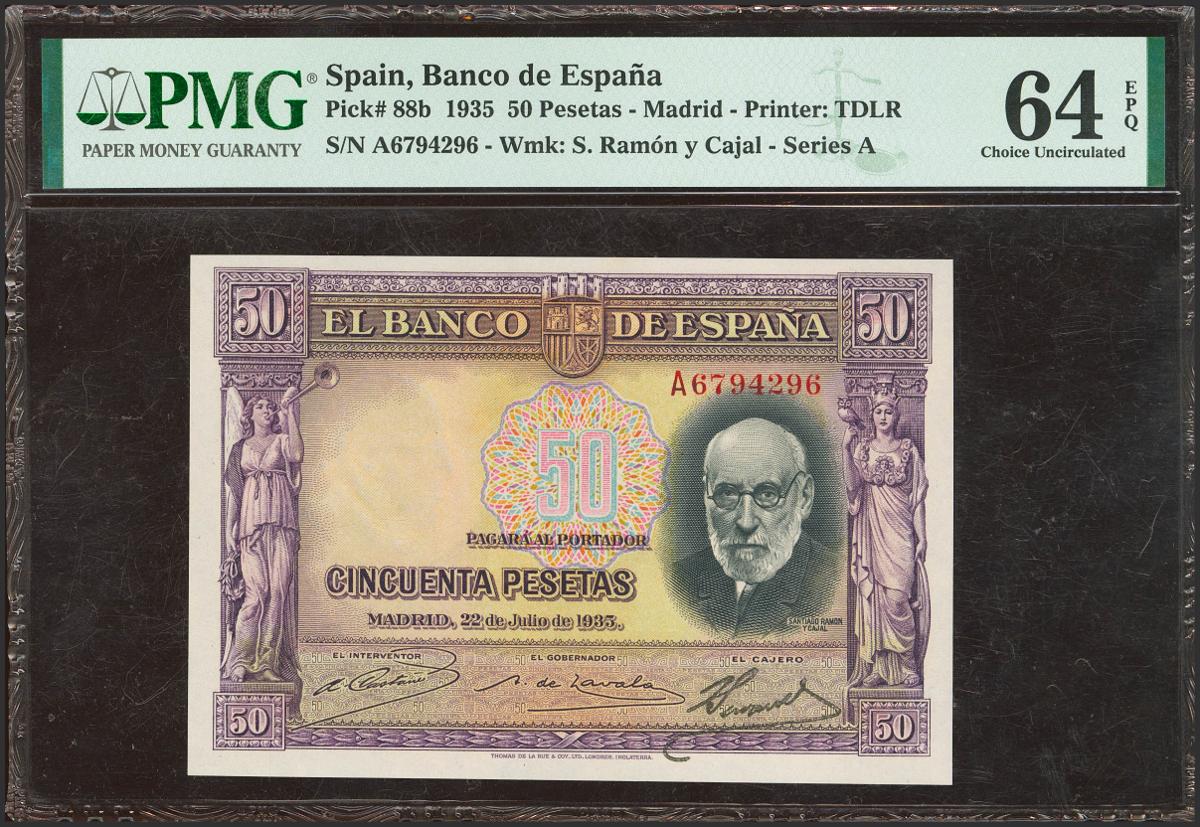 PMG®
PAPER MONEY GUARANTY
Spain, Banco de España
Pick# 88b 1935 50 Pesetas - Madrid - Printer: TDLR
S/N A6794296 - Wmk: S. Ramón y Cajal - Series A
64 EPQ
Choice Uncirculated
50 EL BANCO DE ESPAÑA 50
A6794296
50
PAGARÁ AL PORTADOR
CINCUENTA PESETAS
MADRID, 22 de Julio de 1935.
SANTIAGO RAMON
Y CAJAL
EL INTERVENTOR EL GOBERNADOR EL CAJERO
A. de Zavala
50 50
THOMAS DE LA RUE & COY., LTD., LONDRES, INGLATERRA.